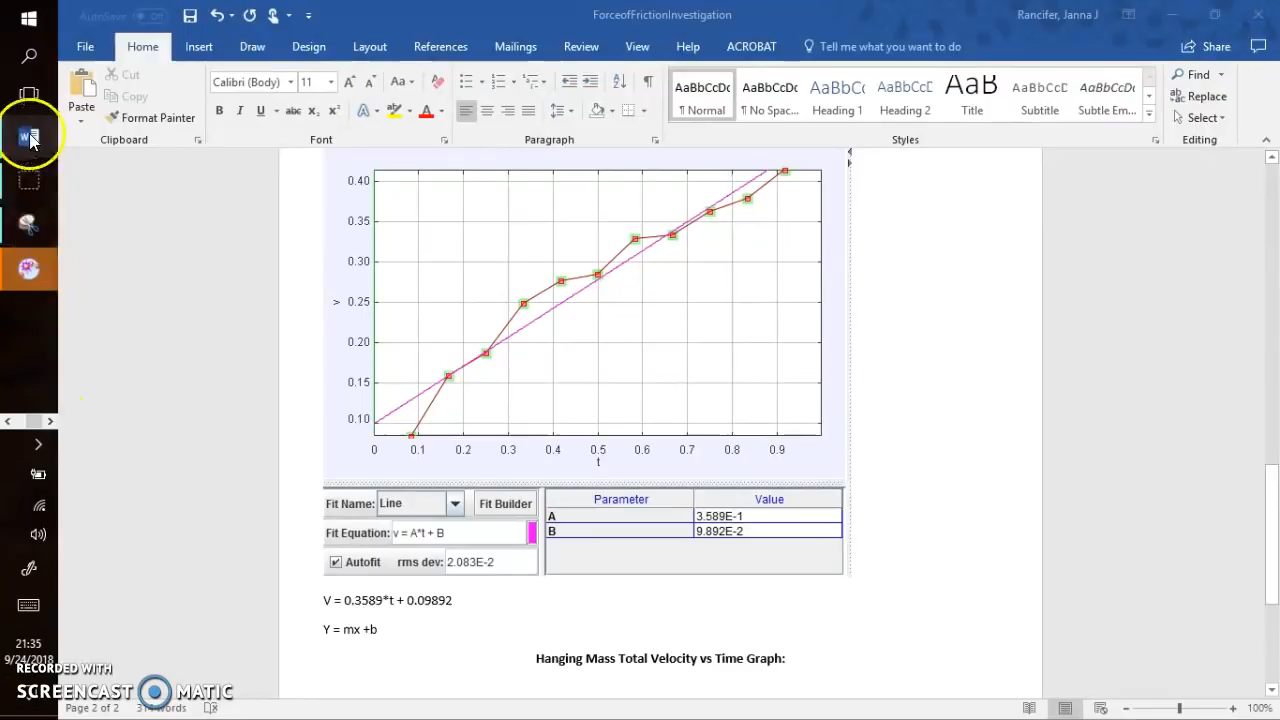 AutoSave Off
ForceofFrictionInvestigation
Rancifer, Janna J
File Home Insert Draw Design Layout References Mailings Review View Help ACROBAT Tell me what you want to do Share
Paste
Cut
Copy
Format Painter
Calibri (Body) 11
AaBbCcDc AaBbCcDc AaBbCc AaBbCcC AaB AaBbCcD AaBbCcDc
¶ Normal ¶ No Spac... Heading 1 Heading 2 Title Subtitle Subtle Em...
Find
Replace
Select
Clipboard Font Paragraph Styles Editing
0.40
0.35
0.30
v 0.25
0.20
0.15
0.10
0 0.1 0.2 0.3 0.4 0.5 0.6 0.7 0.8 0.9
t
Fit Name: Line Fit Builder
Fit Equation: v = A*t + B
Autofit rms dev: 2.083E-2
Parameter Value
A 3.589E-1
B 9.892E-2
V = 0.3589*t + 0.09892
Y = mx +b
Hanging Mass Total Velocity vs Time Graph:
21:35
9/24/2018
RECORDED WITH
SCREENCAST MATIC
Page 2 of 2 words
100%